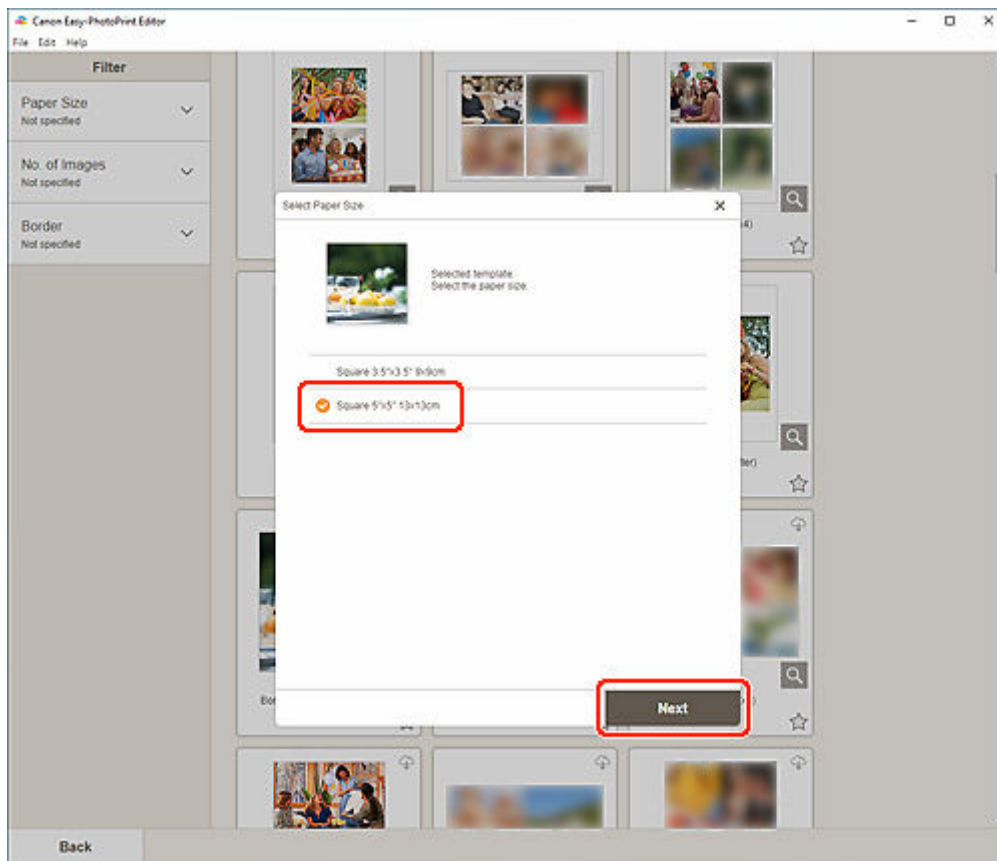 Canon Easy-PhotoPrint Editor
File Edit Help
Filter
Paper Size
Not specified
No. of Images
Not specified
Border
Not specified
Select Paper Size
Selected template.
Select the paper size.
Square 3.5"x3.5" 9x9cm
Square 5"x5" 13x13cm
Next
Back